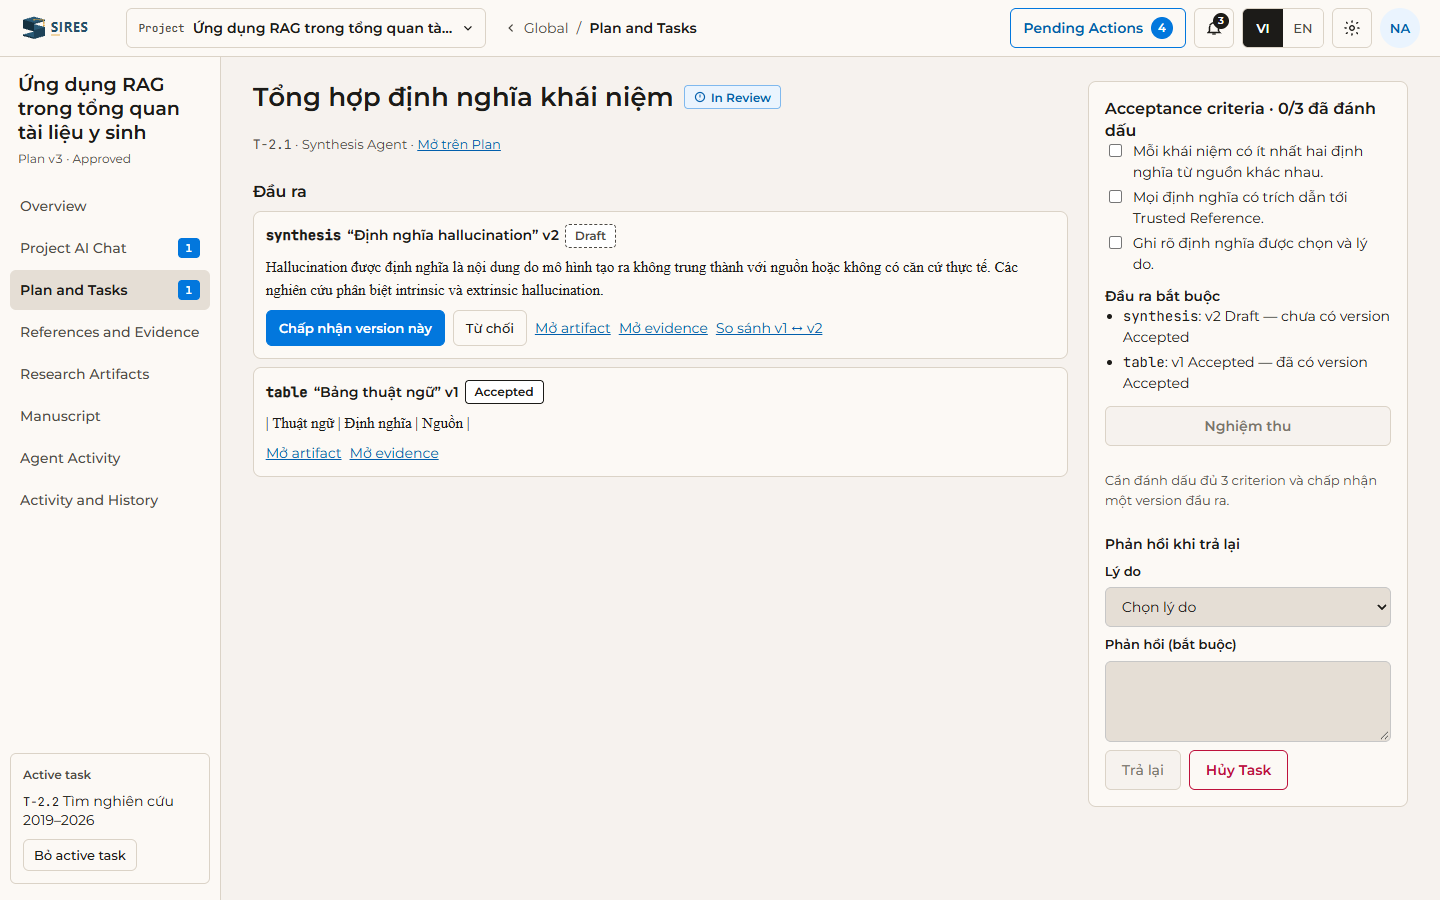 SIRES
Project Ứng dụng RAG trong tổng quan tà...
Global / Plan and Tasks
Pending Actions 4
3
VI EN
NA
Ứng dụng RAG
trong tổng quan
tài liệu y sinh
Plan v3 · Approved
Overview
Project AI Chat 1
Plan and Tasks 1
References and Evidence
Research Artifacts
Manuscript
Agent Activity
Activity and History
Active task
T-2.2 Tìm nghiên cứu
2019–2026
Bỏ active task
Tổng hợp định nghĩa khái niệm In Review
T-2.1 · Synthesis Agent · Mở trên Plan
Đầu ra
synthesis “Định nghĩa hallucination” v2 Draft
Hallucination được định nghĩa là nội dung do mô hình tạo ra không trung thành với nguồn hoặc không có căn cứ thực tế. Các
nghiên cứu phân biệt intrinsic và extrinsic hallucination.
Chấp nhận version này Từ chối Mở artifact Mở evidence So sánh v1 ↔ v2
table “Bảng thuật ngữ” v1 Accepted
| Thuật ngữ | Định nghĩa | Nguồn |
Mở artifact Mở evidence
Acceptance criteria · 0/3 đã đánh
dấu
Mỗi khái niệm có ít nhất hai định
nghĩa từ nguồn khác nhau.
Mọi định nghĩa có trích dẫn tới
Trusted Reference.
Ghi rõ định nghĩa được chọn và lý
do.
Đầu ra bắt buộc
synthesis: v2 Draft — chưa có version
Accepted
table: v1 Accepted — đã có version
Accepted
Nghiệm thu
Cần đánh dấu đủ 3 criterion và chấp nhận
một version đầu ra.
Phản hồi khi trả lại
Lý do
Chọn lý do
Phản hồi (bắt buộc)
Trả lại Hủy Task